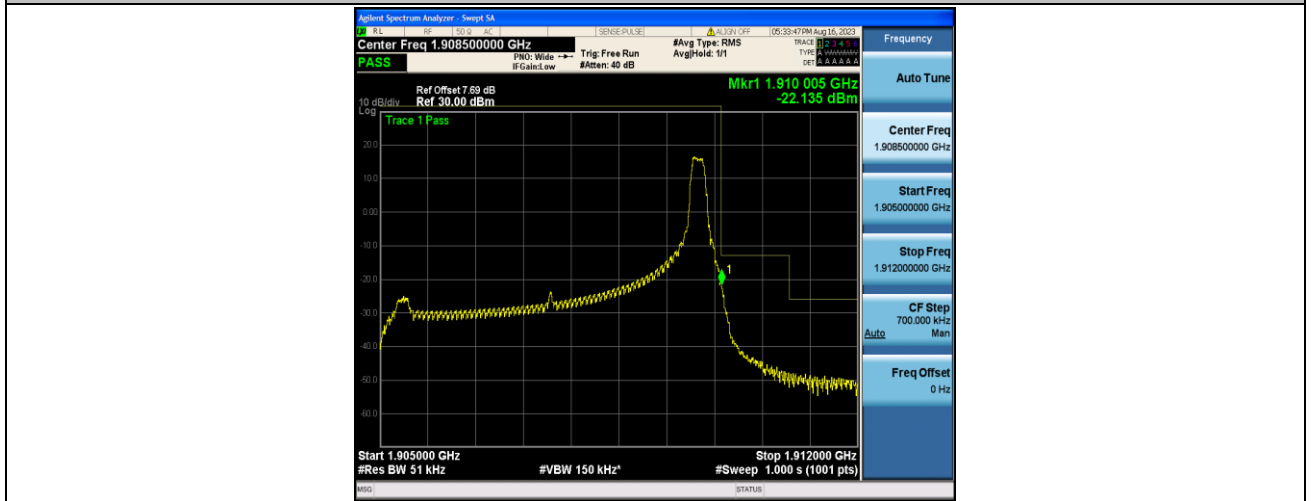 Agilent Spectrum Analyzer - Swept SA
RL RF 50 Ω AC SENSE:PULSE ALIGN OFF 05:33:47 PM Aug 16, 2023
Center Freq 1.908500000 GHz #Avg Type: RMS TRACE 1 2 3 4 5 6
PNO: Wide Trig: Free Run Avg|Hold: 1/1 TYPE A
PASS IFGain:Low #Atten: 40 dB DET A A A A A A
Frequency
Mkr1 1.910 005 GHz
-22.135 dBm
Ref Offset 7.69 dB
10 dB/div Ref 30.00 dBm
Log
Trace 1 Pass
20.0
10.0
0.00
-10.0
-20.0
-30.0
-40.0
-50.0
-60.0
1
Start 1.905000 GHz Stop 1.912000 GHz
#Res BW 51 kHz #VBW 150 kHz* #Sweep 1.000 s (1001 pts)
MSG STATUS
Auto Tune
Center Freq
1.908500000 GHz
Start Freq
1.905000000 GHz
Stop Freq
1.912000000 GHz
CF Step
700.000 kHz
Auto Man
Freq Offset
0 Hz